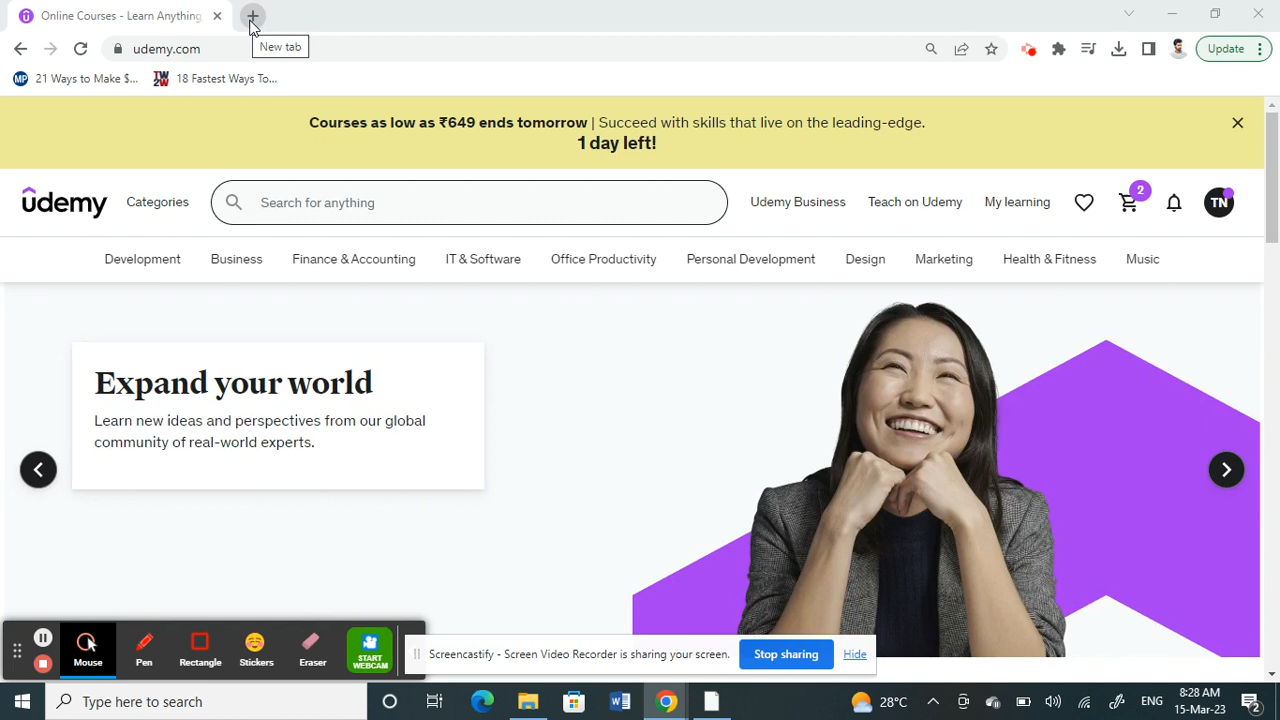 Online Courses - Learn Anything
New tab
udemy.com
Update
MP 21 Ways to Make $... TW2W 18 Fastest Ways To...
Courses as low as ₹649 ends tomorrow | Succeed with skills that live on the leading-edge.
1 day left!
udemy Categories Search for anything Udemy Business Teach on Udemy My learning 2 TN
Development Business Finance & Accounting IT & Software Office Productivity Personal Development Design Marketing Health & Fitness Music
Expand your world
Learn new ideas and perspectives from our global
community of real-world experts.
Mouse Pen Rectangle Stickers Eraser START WEBCAM
Screencastify - Screen Video Recorder is sharing your screen. Stop sharing Hide
Type here to search
28°C ENG
8:28 AM
15-Mar-23
2